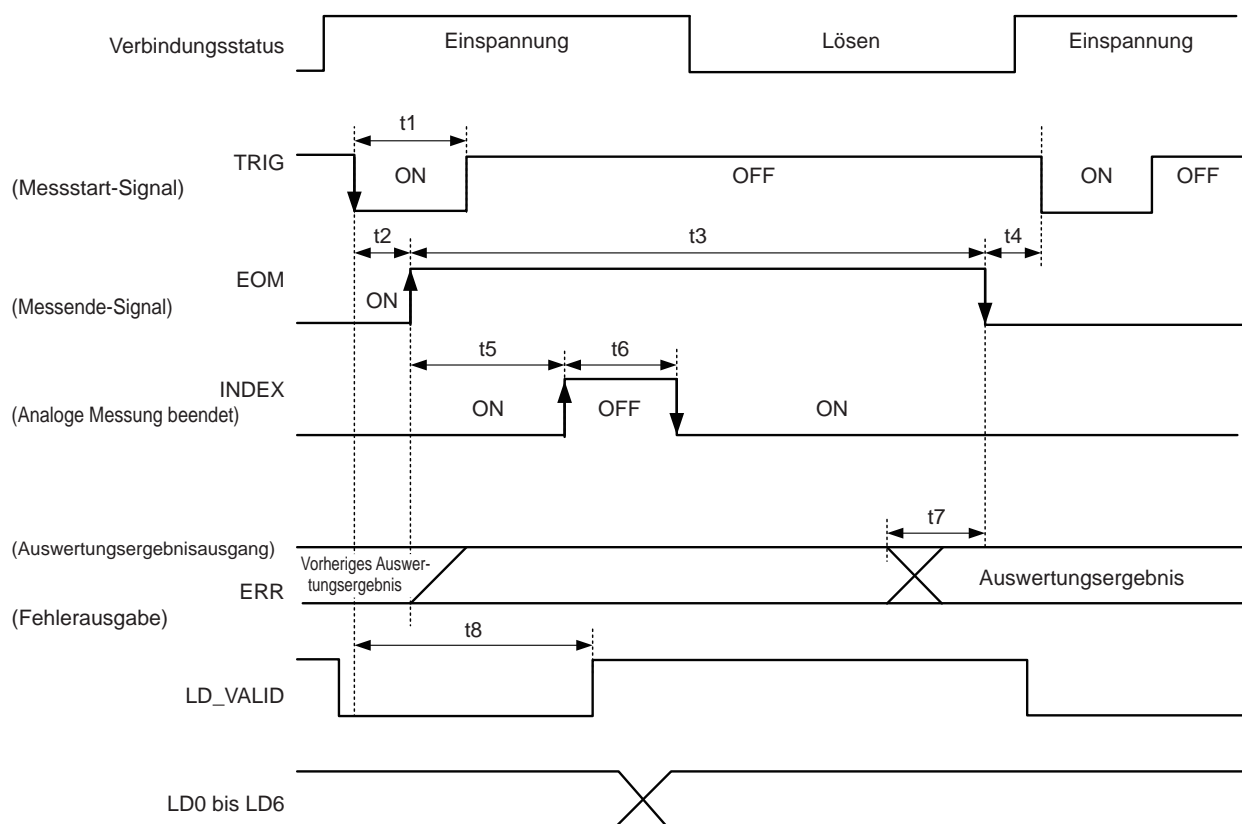 Verbindungsstatus
Einspannung
Lösen
Einspannung
t1
TRIG
(Messstart-Signal)
ON
OFF
ON
OFF
t2
t3
t4
EOM
(Messende-Signal)
ON
t5
t6
INDEX
(Analoge Messung beendet)
ON
OFF
ON
t7
(Auswertungsergebnisausgang)
Vorheriges Auswer-
tungsergebnis
ERR
Auswertungsergebnis
(Fehlerausgabe)
t8
LD_VALID
LD0 bis LD6